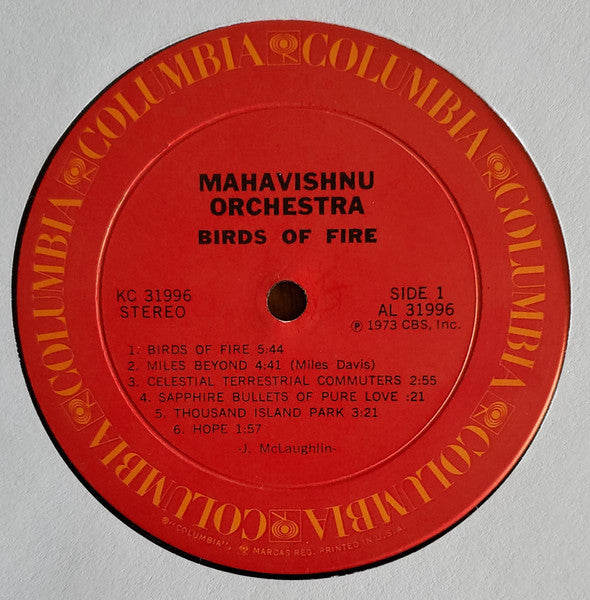 COLUMBIA COLUMBIA COLUMBIA COLUMBIA COLUMBIA COLUMBIA COLUMBIA COLUMBIA
MAHAVISHNU
ORCHESTRA
BIRDS OF FIRE
KC 31996
STEREO
SIDE 1
AL 31996
Ⓟ 1973 CBS, Inc.
1: BIRDS OF FIRE 5:44
2. MILES BEYOND 4:41 (Miles Davis)
3. CELESTIAL TERRESTRIAL COMMUTERS 2:55
4. SAPPHIRE BULLETS OF PURE LOVE :21
5. THOUSAND ISLAND PARK 3:21
6. HOPE 1:57
-J. McLaughlin-
®"COLUMBIA", MARCAS REG. PRINTED IN U.S.A.